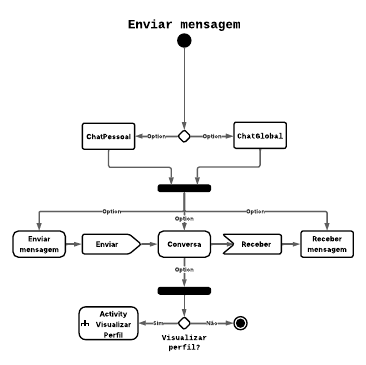 Enviar mensagem
ChatPessoal
Option
Option
ChatGlobal
Option
Option
Option
Enviar
mensagem
Enviar
Conversa
Receber
Receber
mensagem
Option
Activity
Visualizar
Perfil
Sim
Não
Visualizar
perfil?